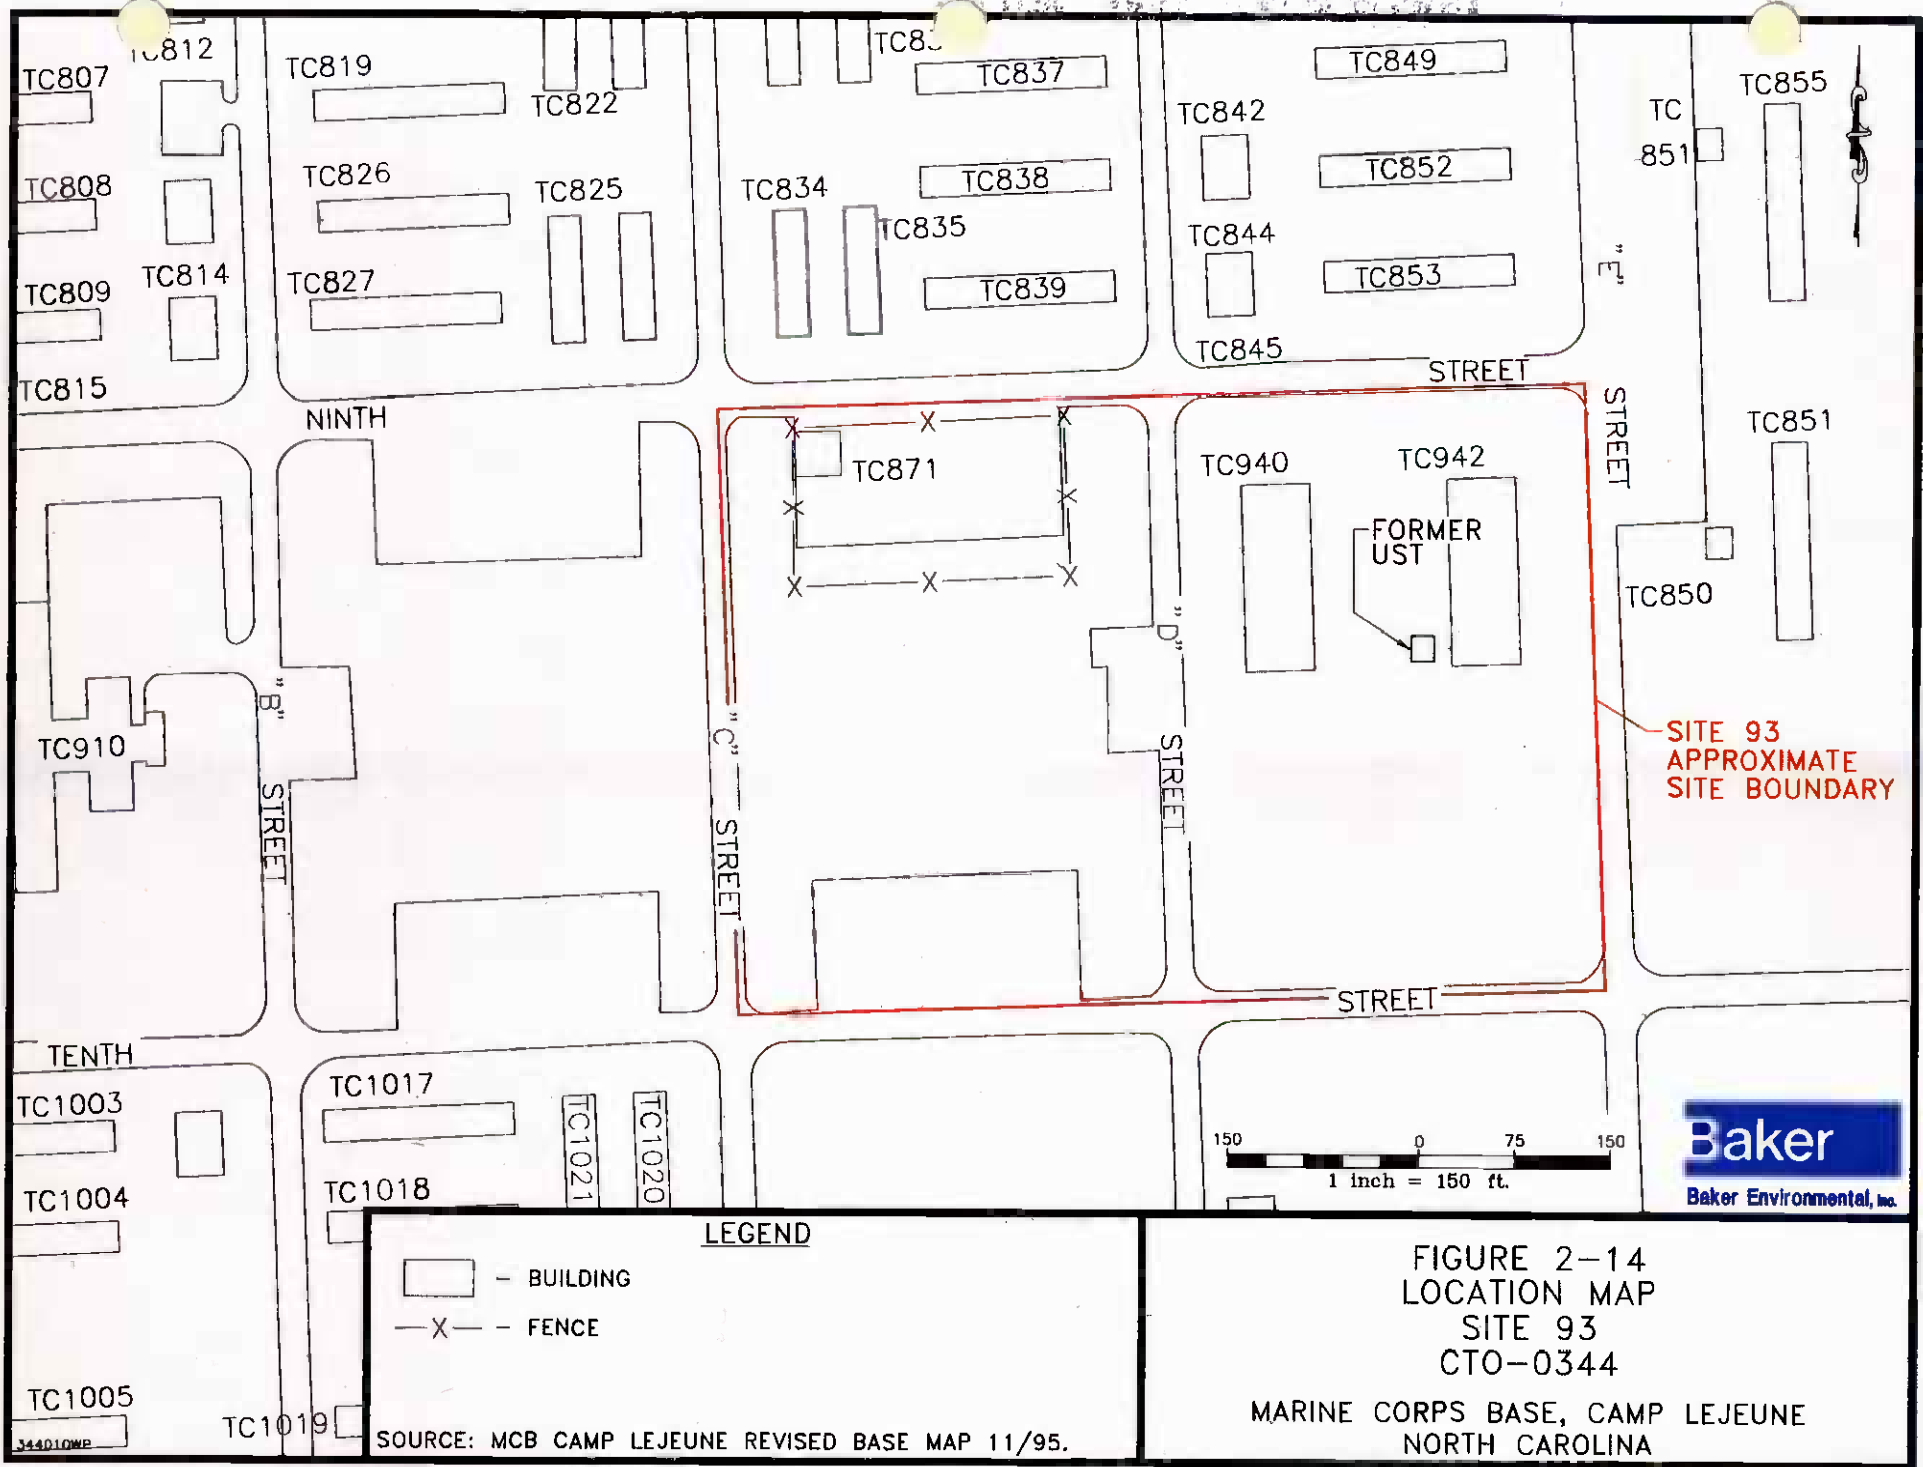 TC807
TC819
TC822
TC837
TC849
TC855
TC842
TC
851
TC808
TC826
TC825
TC834
TC838
TC852
TC835
TC844
TC809
TC814
TC827
TC839
TC853
"E"
TC815
TC845
NINTH
STREET
STREET
TC871
TC940
TC942
TC851
FORMER
UST
TC850
"B"
STREET
"C"
STREET
"D"
STREET
TC910
SITE 93
APPROXIMATE
SITE BOUNDARY
TENTH
STREET
TC1003
TC1017
TC1021
TC1020
TC1004
TC1018
TC1005
TC1019
344010WP
150 0 75 150
1 inch = 150 ft.
Baker
Baker Environmental, Inc.
LEGEND
- BUILDING
—X— - FENCE
SOURCE: MCB CAMP LEJEUNE REVISED BASE MAP 11/95.
FIGURE 2-14
LOCATION MAP
SITE 93
CTO-0344
MARINE CORPS BASE, CAMP LEJEUNE
NORTH CAROLINA